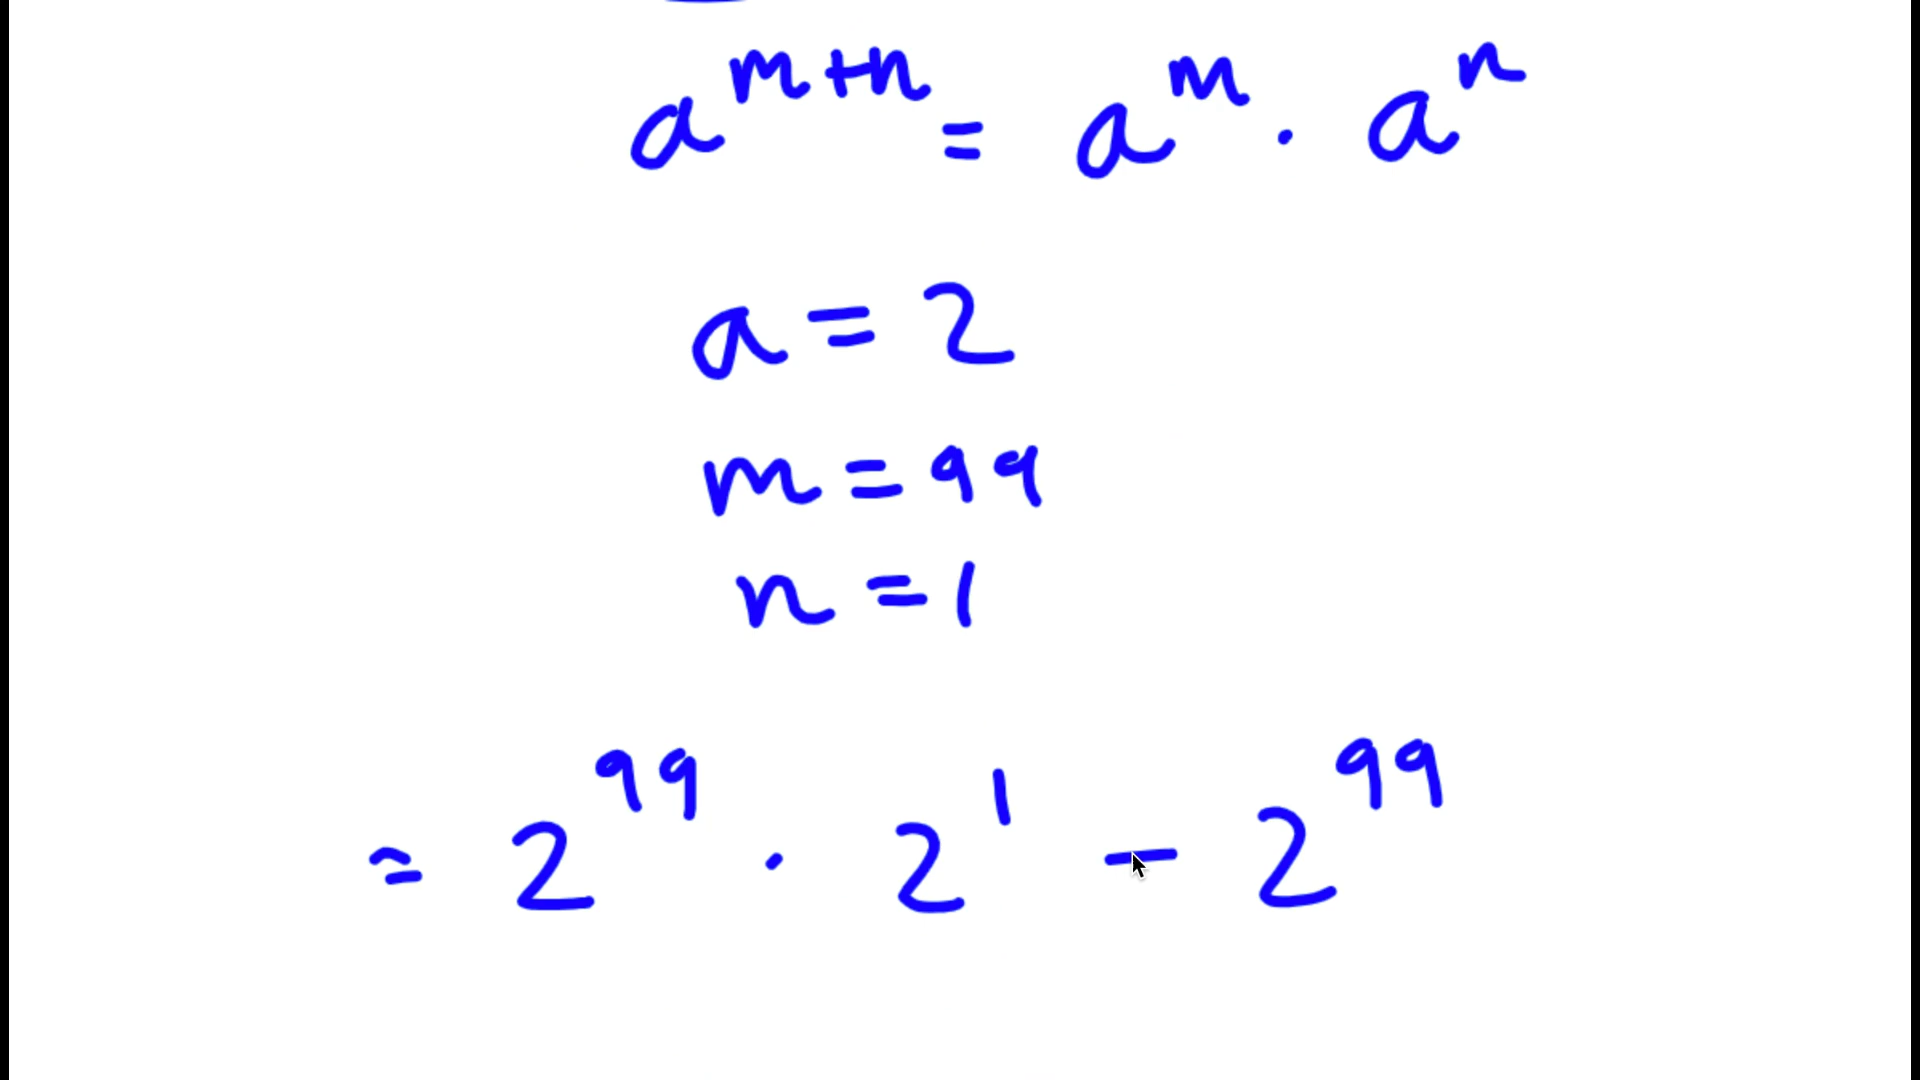 a^{m+n} = a^m · a^n
a = 2
m = 99
n = 1
= 2^{99} · 2^1 - 2^{99}